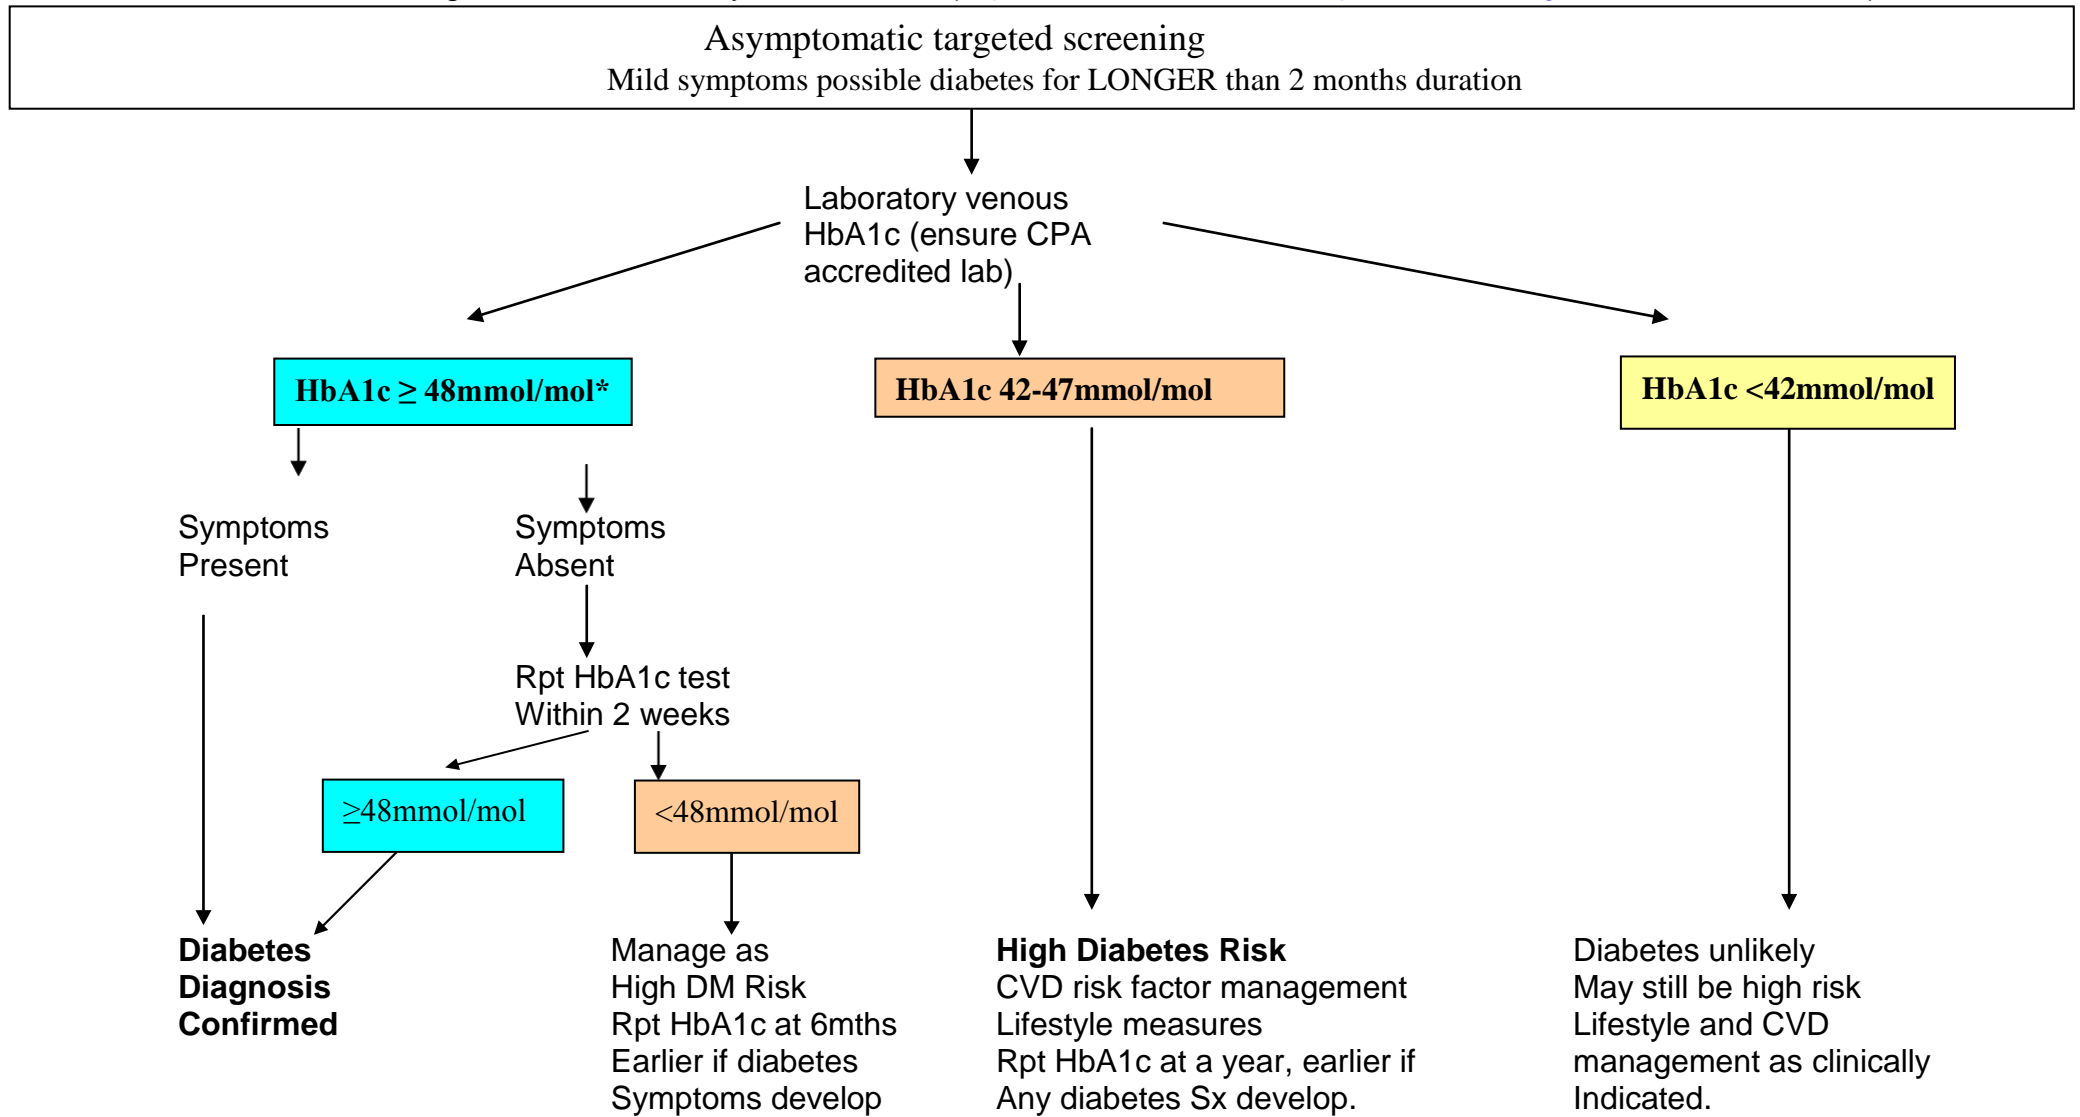 Asymptomatic targeted screening
Mild symptoms possible diabetes for LONGER than 2 months duration
Laboratory venous
HbA1c (ensure CPA
accredited lab)
HbA1c ≥ 48mmol/mol*
HbA1c 42-47mmol/mol
HbA1c <42mmol/mol
Symptoms
Present
Symptoms
Absent
Rpt HbA1c test
Within 2 weeks
≥48mmol/mol
<48mmol/mol
Diabetes
Diagnosis
Confirmed
Manage as
High DM Risk
Rpt HbA1c at 6mths
Earlier if diabetes
Symptoms develop
High Diabetes Risk
CVD risk factor management
Lifestyle measures
Rpt HbA1c at a year, earlier if
Any diabetes Sx develop.
Diabetes unlikely
May still be high risk
Lifestyle and CVD
management as clinically
Indicated.